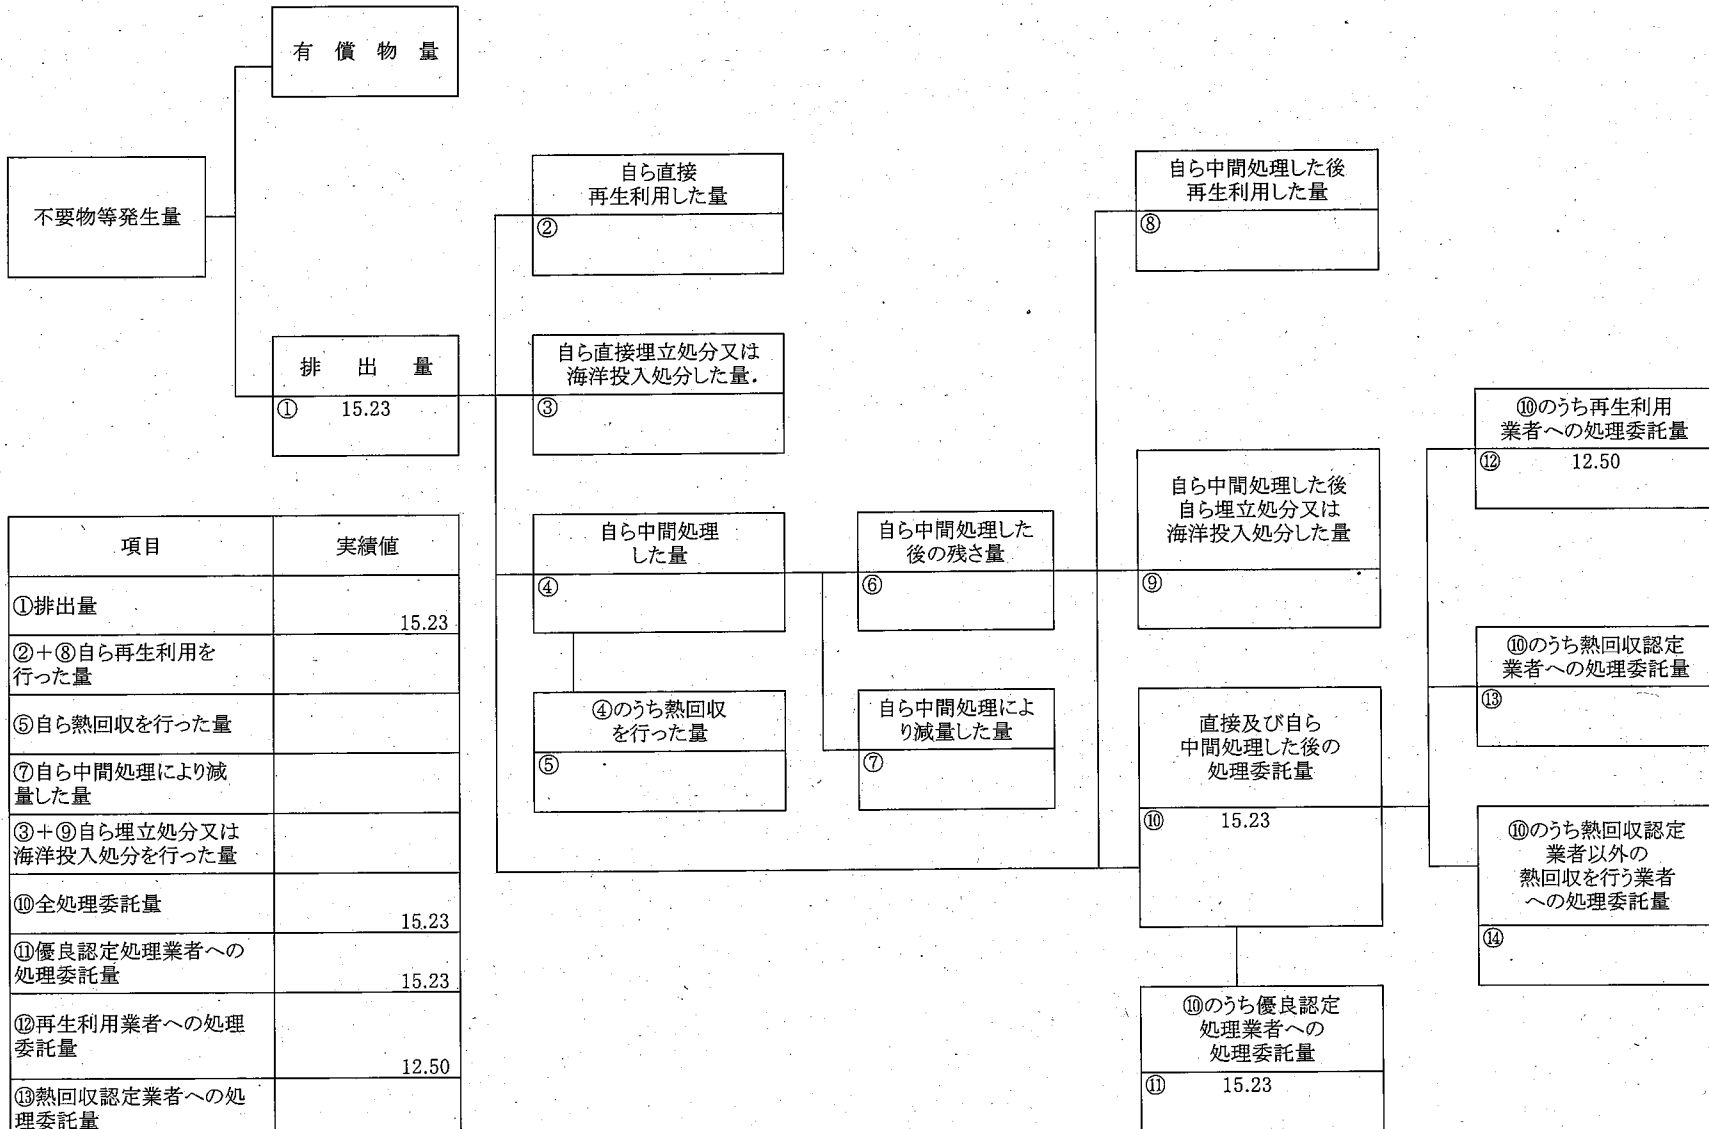 有償物量
不要物等発生量
排出量
① 15.23
自ら直接
再生利用した量
②
自ら直接埋立処分又は
海洋投入処分した量.
③
自ら中間処理
した量
④
④のうち熱回収
を行った量
⑤
自ら中間処理した
後の残さ量
⑥
自ら中間処理によ
り減量した量
⑦
自ら中間処理した後
再生利用した量
⑧
自ら中間処理した後
自ら埋立処分又は
海洋投入処分した量
⑨
直接及び自ら
中間処理した後の
処理委託量
⑩ 15.23
⑩のうち優良認定
処理業者への
処理委託量
⑪ 15.23
⑩のうち再生利用
業者への処理委託量
⑫ 12.50
⑩のうち熱回収認定
業者への処理委託量
⑬
⑩のうち熱回収認定
業者以外の
熱回収を行う業者
への処理委託量
⑭
項目 実績値
①排出量
15.23
②+⑧自ら再生利用を
行った量
⑤自ら熱回収を行った量
⑦自ら中間処理により減
量した量
③+⑨自ら埋立処分又は
海洋投入処分を行った量
⑩全処理委託量
15.23
⑪優良認定処理業者への
処理委託量 15.23
⑫再生利用業者への処理
委託量
12.50
⑬熱回収認定業者への処
理委託量